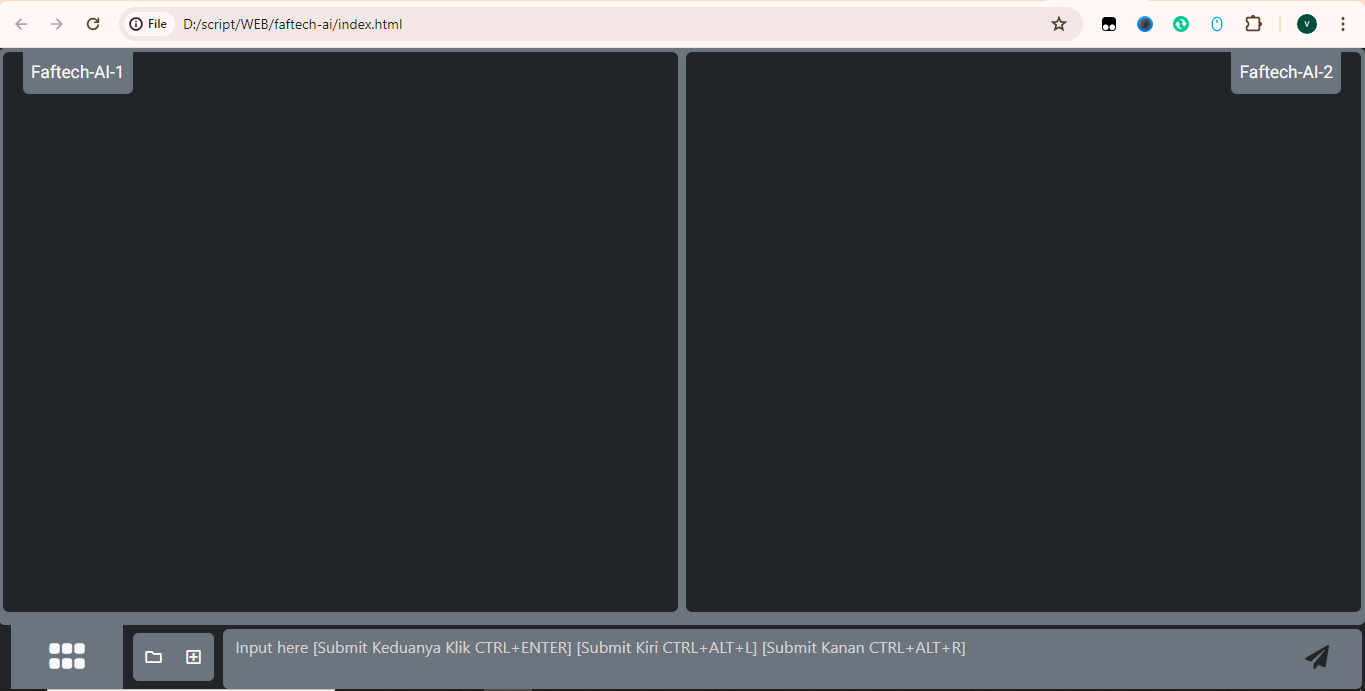 File D:/script/WEB/faftech-ai/index.html
V
Faftech-AI-1
Faftech-AI-2
Input here [Submit Keduanya Klik CTRL+ENTER] [Submit Kiri CTRL+ALT+L] [Submit Kanan CTRL+ALT+R]